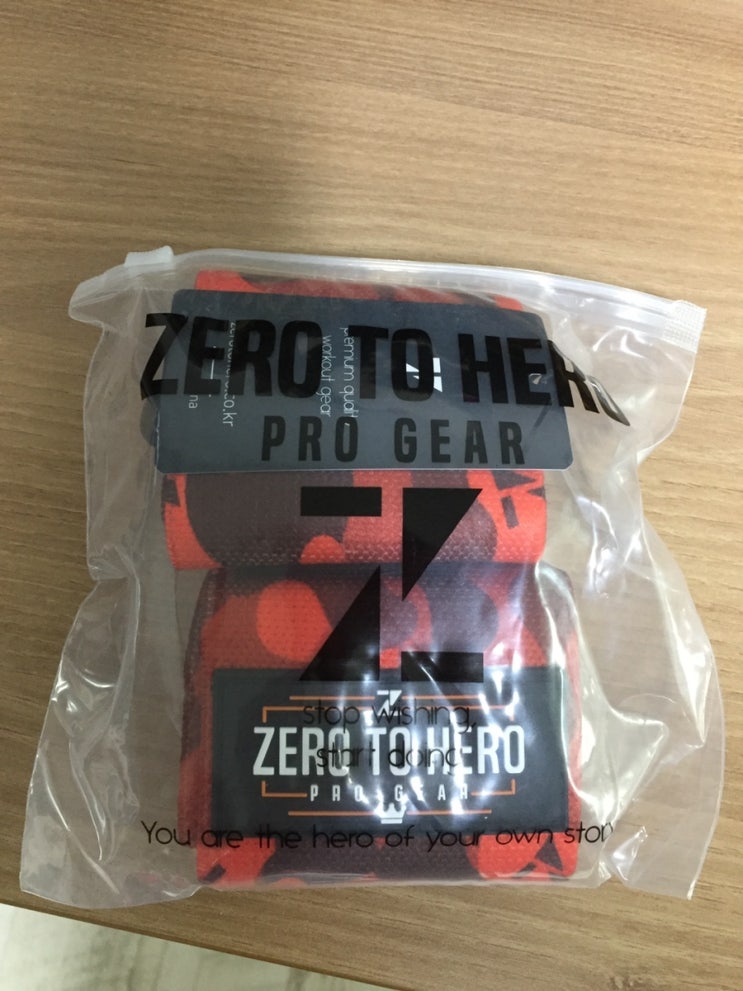 ZERO TO HERO
PRO GEAR
premium
workout gear
stop wishing,
start doing
ZERO TO HERO
PRO GEAR
You are the hero of your own story